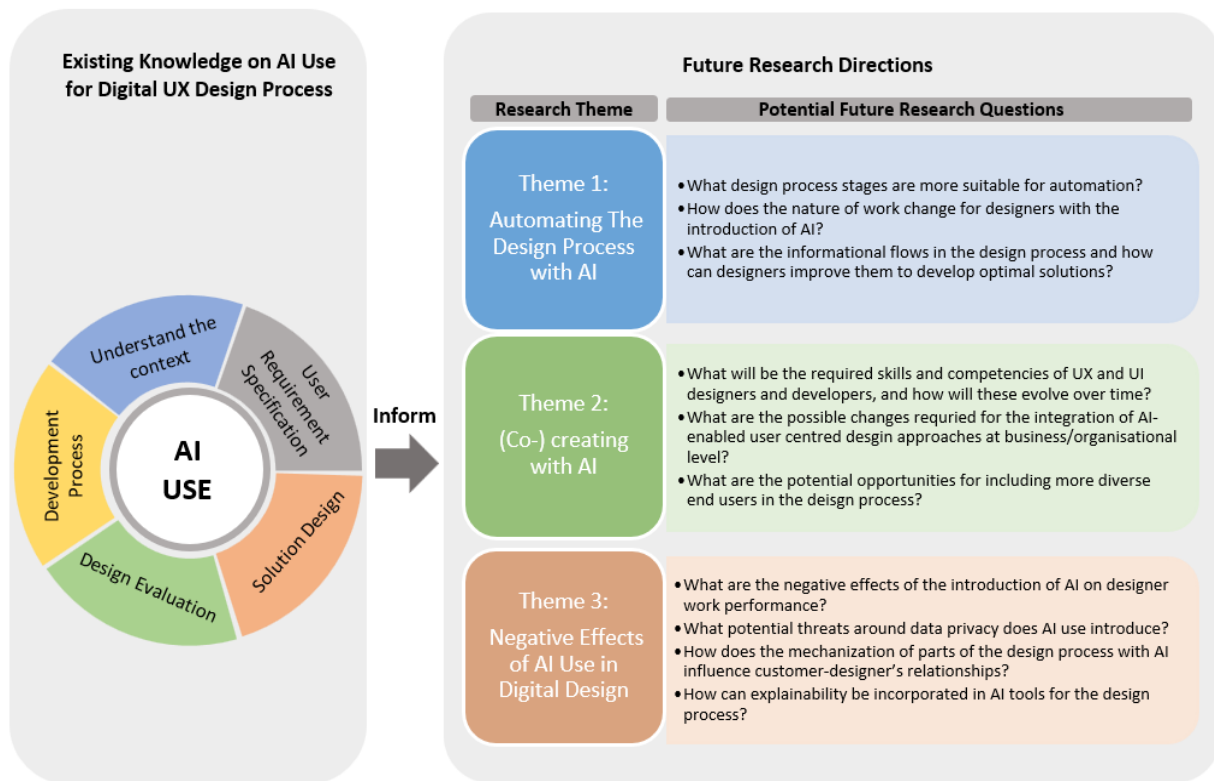 Existing Knowledge on AI Use
for Digital UX Design Process
Understand the
context
User
Requirement
Specification
Solution Design
Design Evaluation
Development
Process
AI
USE
Inform
Future Research Directions
Research Theme
Potential Future Research Questions
Theme 1:
Automating The
Design Process
with AI
•What design process stages are more suitable for automation?
•How does the nature of work change for designers with the
introduction of AI?
•What are the informational flows in the design process and how
can designers improve them to develop optimal solutions?
Theme 2:
(Co-) creating
with AI
•What will be the required skills and competencies of UX and UI
designers and developers, and how will these evolve over time?
•What are the possible changes requried for the integration of AI-
enabled user centred desgin approaches at business/organisational
level?
•What are the potential opportunities for including more diverse
end users in the deisgn process?
Theme 3:
Negative Effects
of AI Use in
Digital Design
•What are the negative effects of the introduction of AI on designer
work performance?
•What potential threats around data privacy does AI use introduce?
•How does the mechanization of parts of the design process with AI
influence customer-designer's relationships?
•How can explainability be incorporated in AI tools for the design
process?